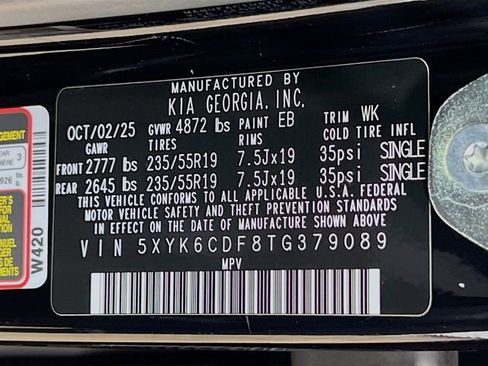 MANUFACTURED BY
KIA GEORGIA, INC.
OCT/02/25 GVWR 4872 lbs PAINT EB TRIM WK
GAWR TIRES RIMS COLD TIRE INFL
FRONT 2777 lbs 235/55R19 7.5Jx19 35psi SINGLE
REAR 2645 lbs 235/55R19 7.5Jx19 35psi SINGLE
THIS VEHICLE CONFORMS TO ALL APPLICABLE U.S.A. FEDERAL
MOTOR VEHICLE SAFETY AND THEFT PREVENTION STANDARDS
IN EFFECT ON THE DATE OF MANUFACTURE SHOWN ABOVE
VIN 5XYK6CDF8TG379089
MPV
W420
3